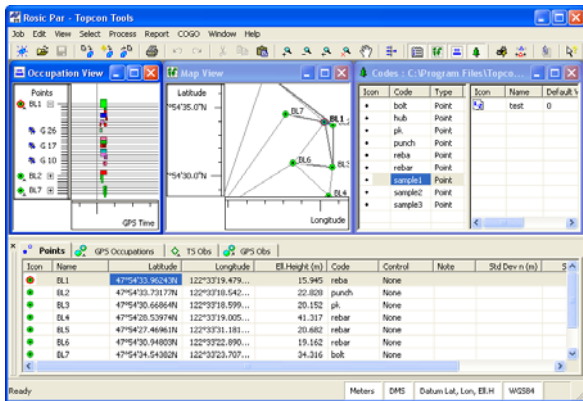 Rosic Par - Topcon Tools
Job Edit View Select Process Report COGO Window Help
Occupation View
Points
BL1
G 26
G 17
G 10
BL2
BL7
GPS Time
Map View
Latitude
°54'35.0"N
°54'30.0"N
BL7
BL1
BL6
BL5
BL4
Longitude
Codes : C:\Program Files\Topco...
Icon Code Type
bolt Point
hub Point
pk Point
punch Point
reba Point
rebar Point
sample1 Point
sample2 Point
sample3 Point
Icon Name Default V
test 0
Points GPS Occupations TS Obs GPS Obs
Icon Name Latitude Longitude Ell.Height (m) Code Control Note Std Dev n (m) S
BL1 47°54'33.96243N 122°33'19.479... 15.945 reba None
BL2 47°54'33.73177N 122°33'18.542... 22.828 punch None
BL3 47°54'30.66864N 122°33'18.599... 20.152 pk None
BL4 47°54'28.53974N 122°33'19.005... 41.317 rebar None
BL5 47°54'27.46961N 122°33'31.181... 20.682 rebar None
BL6 47°54'30.94803N 122°33'22.890... 19.162 rebar None
BL7 47°54'34.54382N 122°33'23.707... 34.316 bolt None
Ready Meters DMS Datum Lat, Lon, Ell.H WGS84